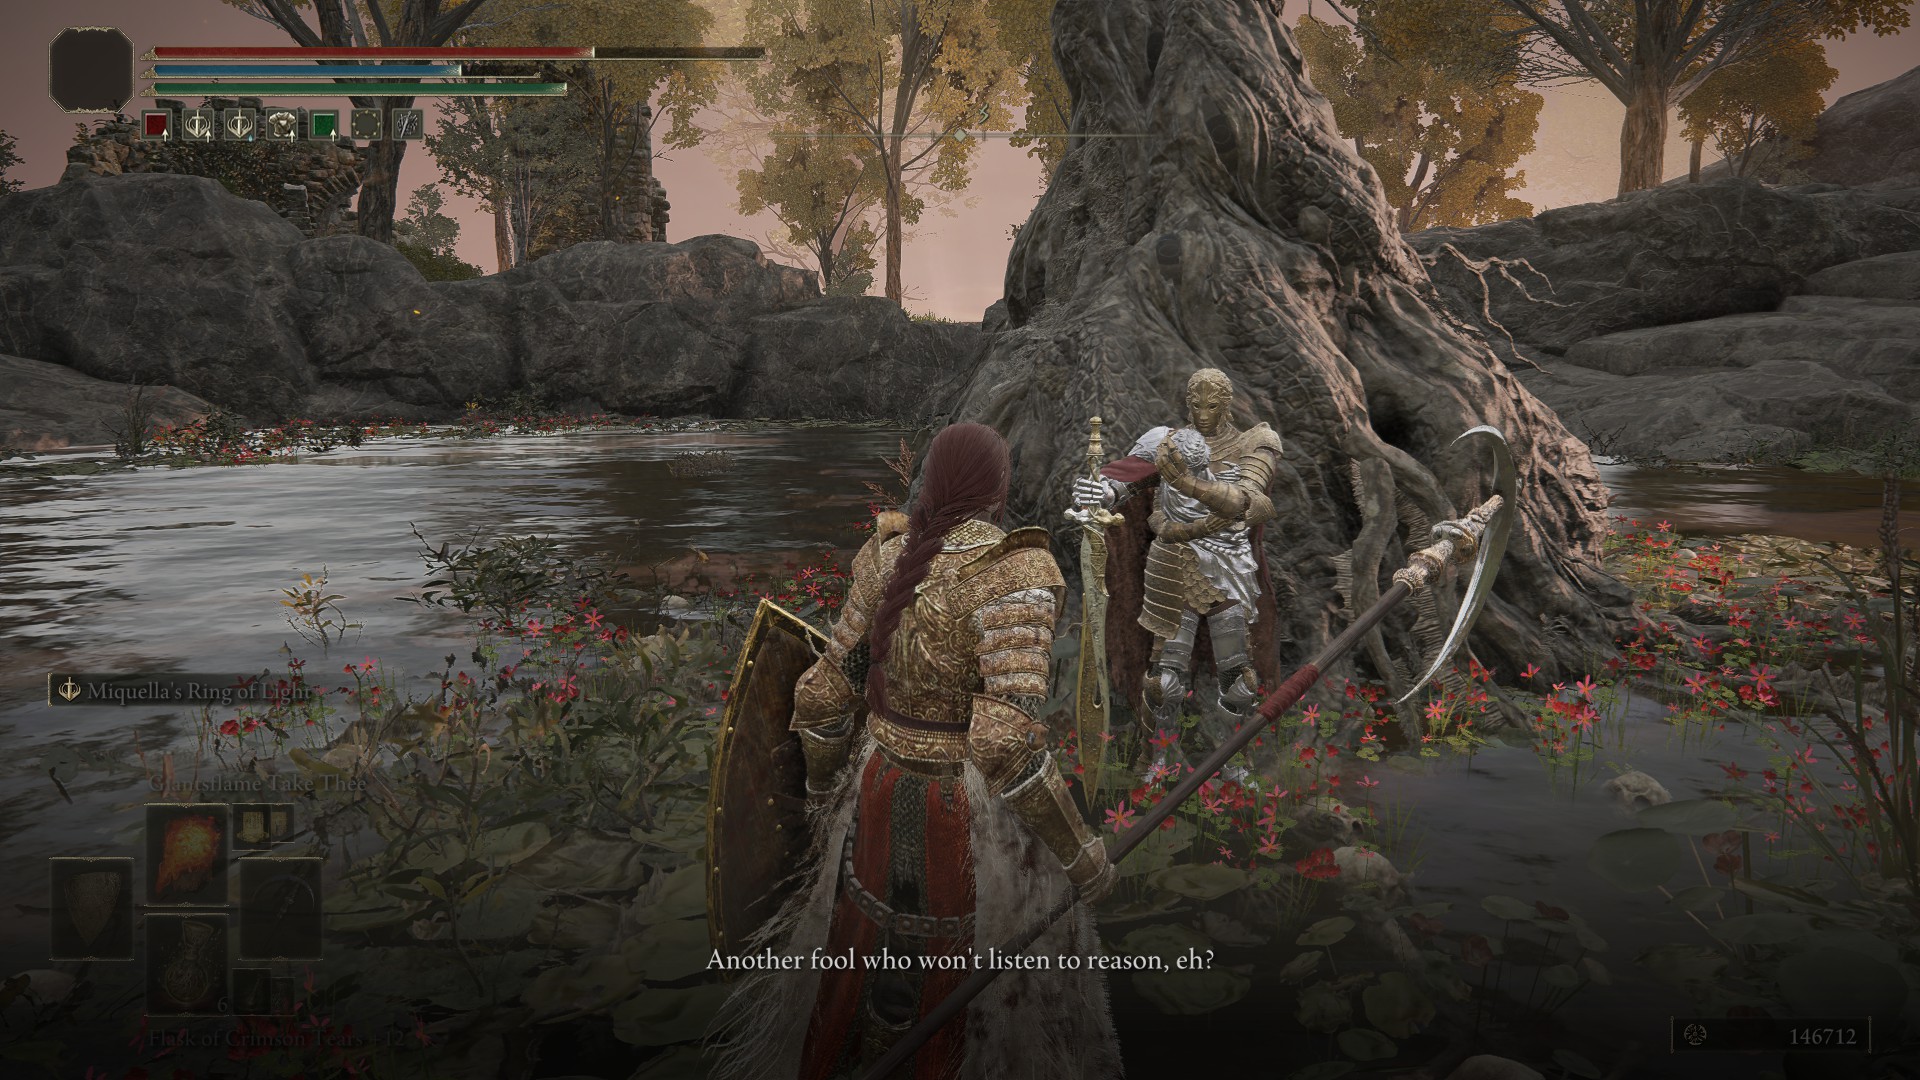 Miquella's Ring of Light
Giantsflame Take Thee
6
Flask of Crimson Tears +12
Another fool who won't listen to reason, eh?
146712